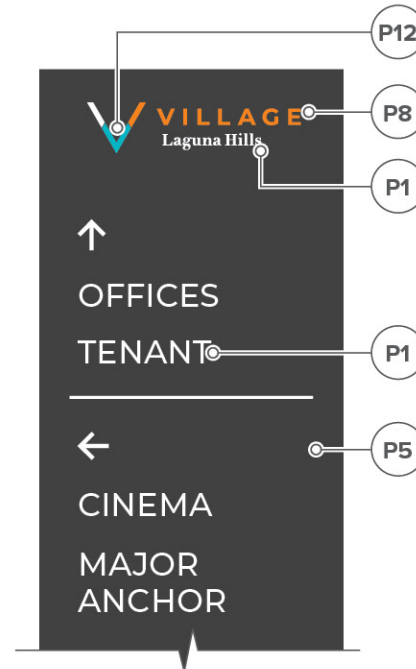 P12
VILLAGE
P8
Laguna Hills
P1
↑
OFFICES
TENANT
P1
←
P5
CINEMA
MAJOR
ANCHOR